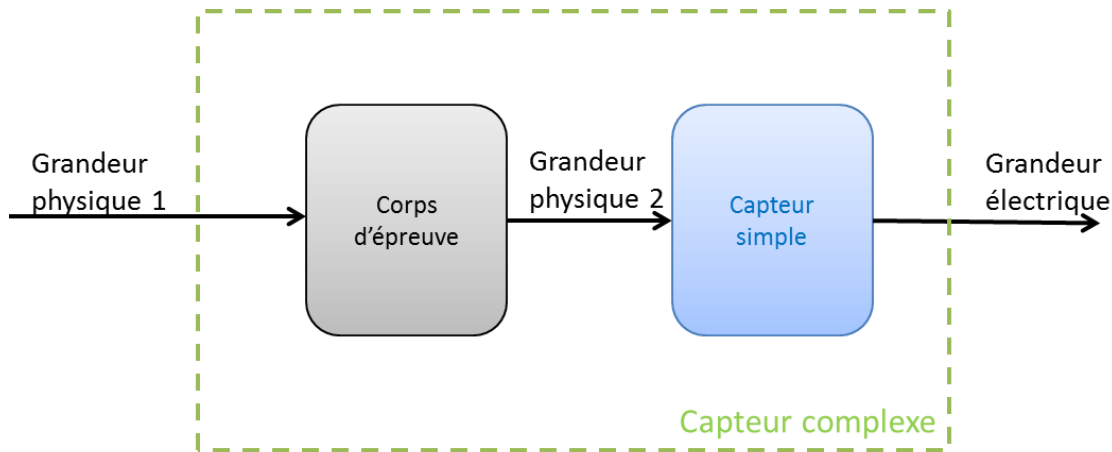 Grandeur
physique 1
Corps
d'épreuve
Grandeur
physique 2
Capteur
simple
Grandeur
électrique
Capteur complexe